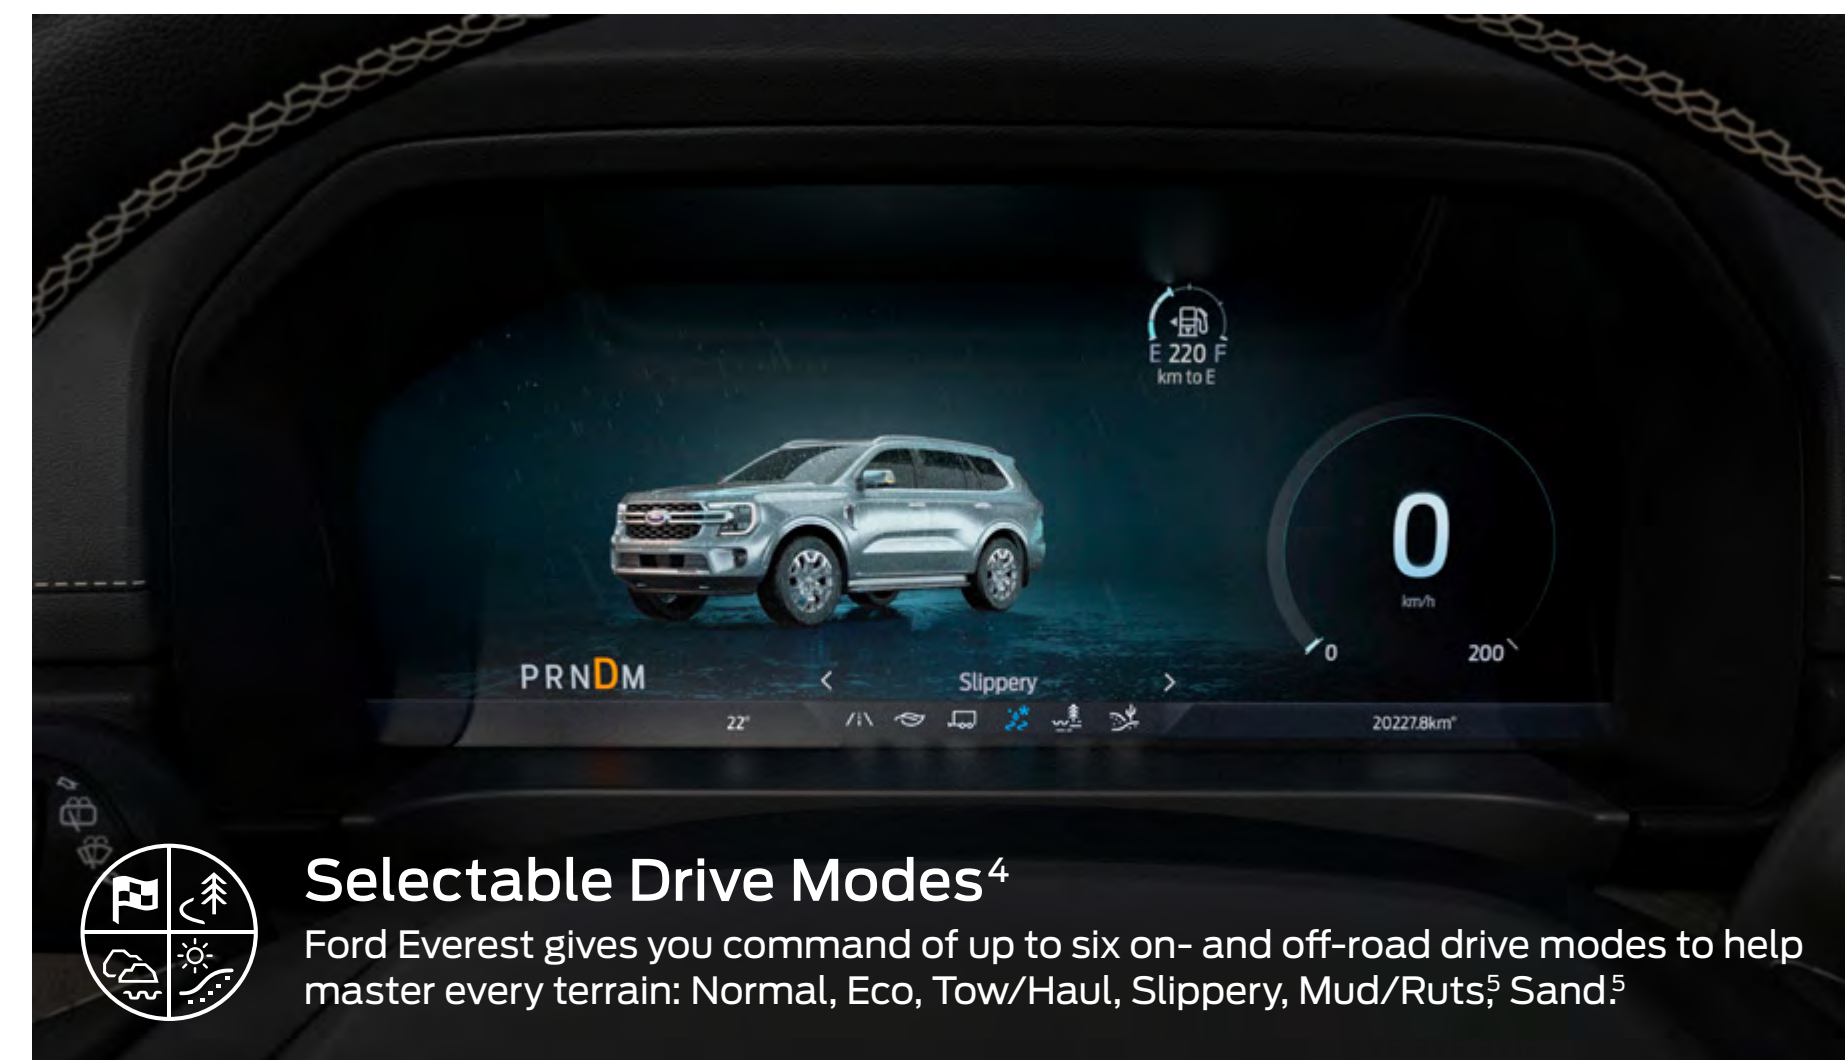 E 220 F
km to E
0
km/h
0
200
PRNDM
Slippery
22°
20227.8km
Selectable Drive Modes⁴
Ford Everest gives you command of up to six on- and off-road drive modes to help
master every terrain: Normal, Eco, Tow/Haul, Slippery, Mud/Ruts,⁵ Sand.⁵